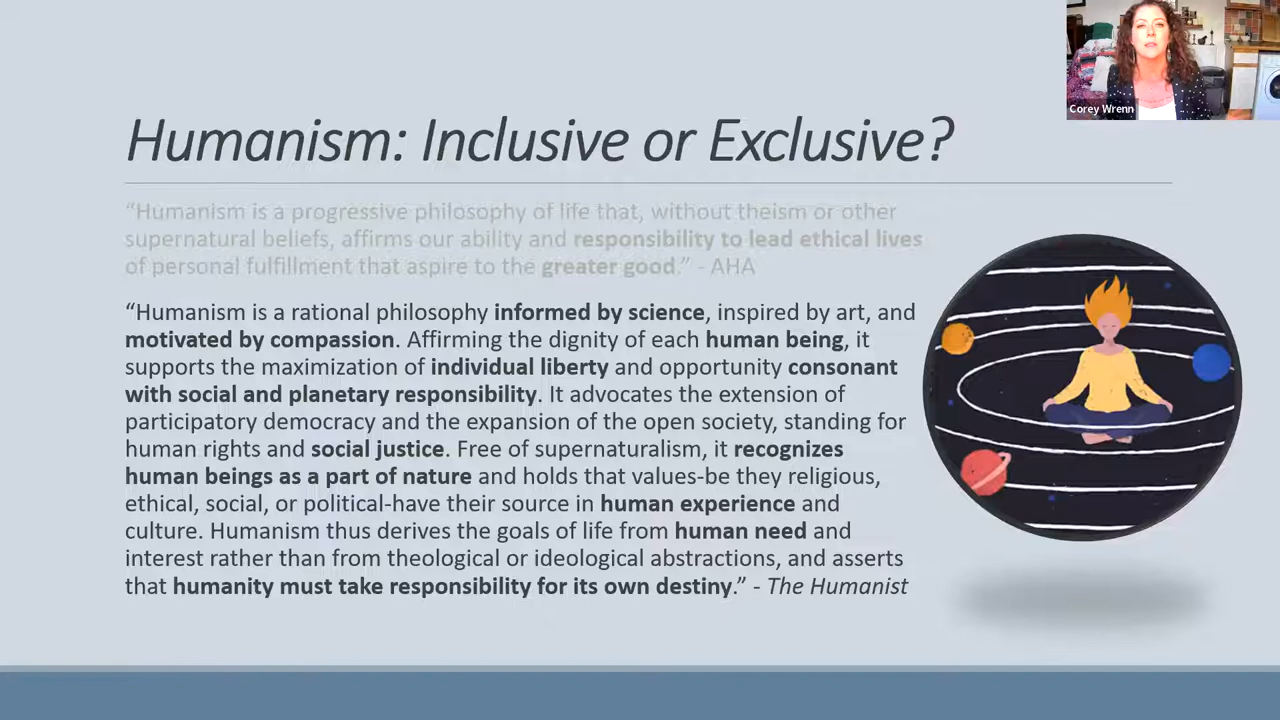 Corey Wrenn
Humanism: Inclusive or Exclusive?
“Humanism is a progressive philosophy of life that, without theism or other
supernatural beliefs, affirms our ability and responsibility to lead ethical lives
of personal fulfillment that aspire to the greater good.” - AHA
“Humanism is a rational philosophy informed by science, inspired by art, and
motivated by compassion. Affirming the dignity of each human being, it
supports the maximization of individual liberty and opportunity consonant
with social and planetary responsibility. It advocates the extension of
participatory democracy and the expansion of the open society, standing for
human rights and social justice. Free of supernaturalism, it recognizes
human beings as a part of nature and holds that values-be they religious,
ethical, social, or political-have their source in human experience and
culture. Humanism thus derives the goals of life from human need and
interest rather than from theological or ideological abstractions, and asserts
that humanity must take responsibility for its own destiny.” - The Humanist